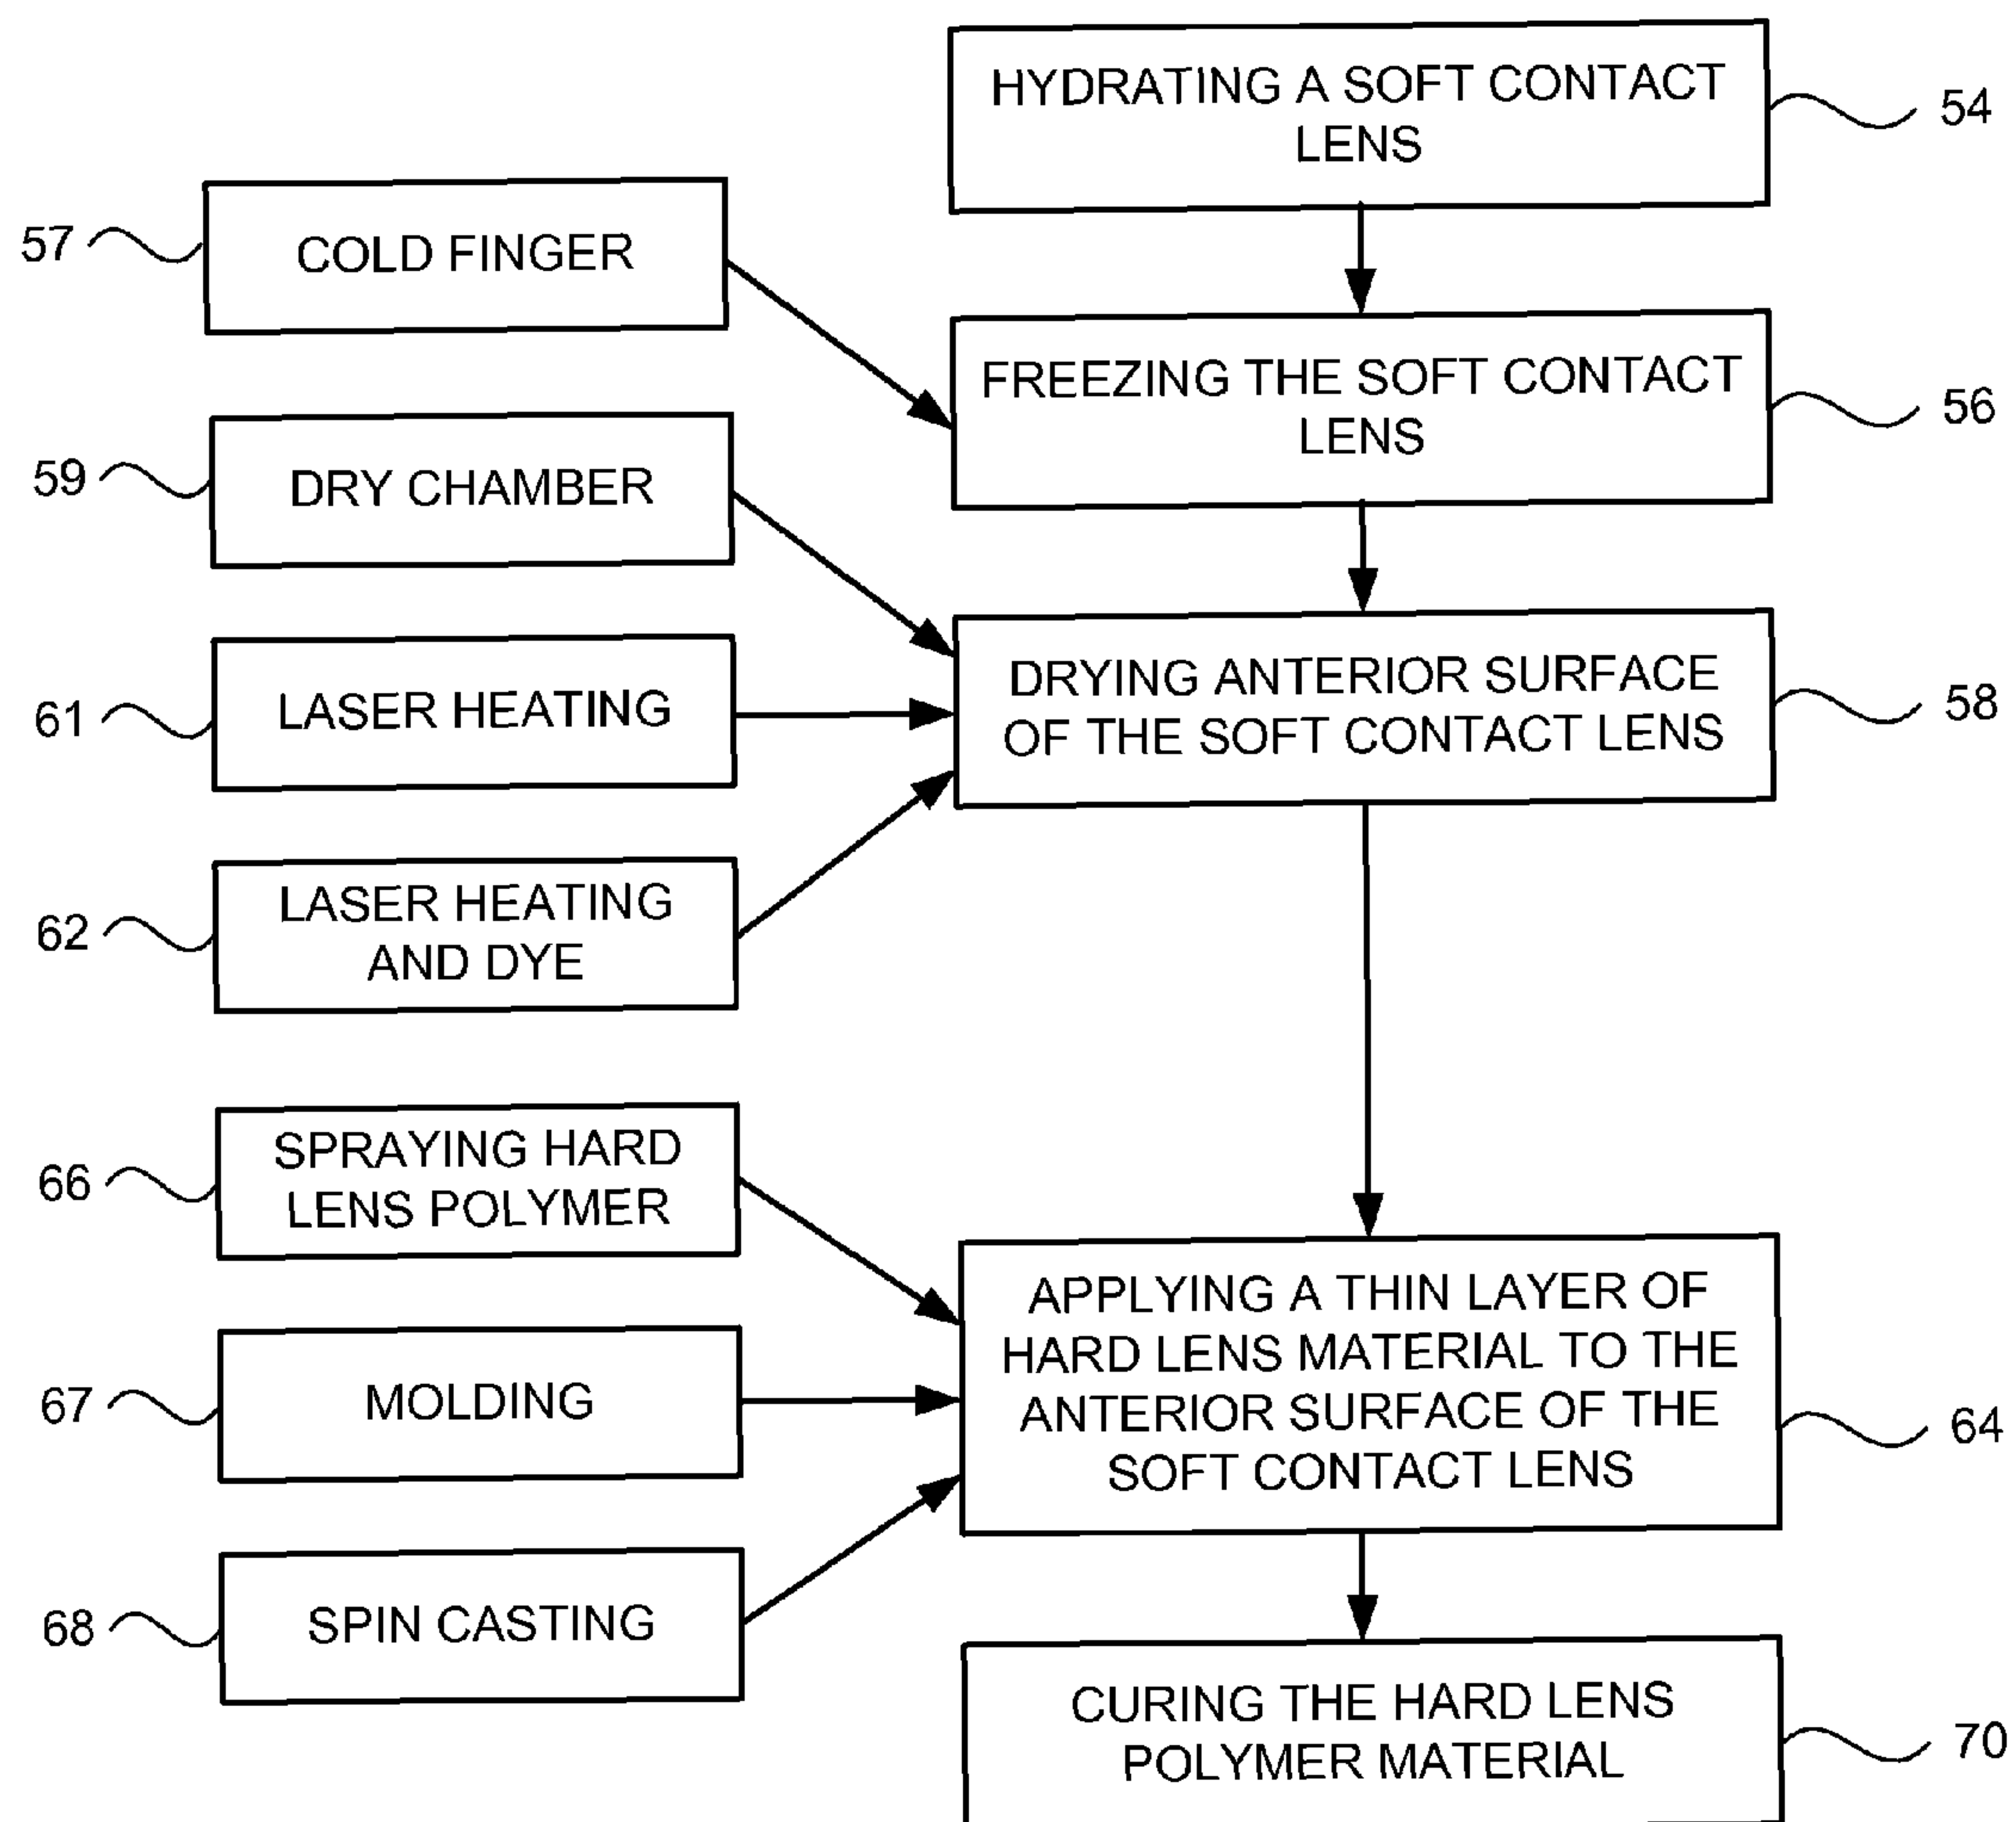 HYDRATING A SOFT CONTACT
LENS
54
57
COLD FINGER
FREEZING THE SOFT CONTACT
LENS
56
59
DRY CHAMBER
61
LASER HEATING
DRYING ANTERIOR SURFACE
OF THE SOFT CONTACT LENS
58
62
LASER HEATING
AND DYE
66
SPRAYING HARD
LENS POLYMER
67
MOLDING
APPLYING A THIN LAYER OF
HARD LENS MATERIAL TO THE
ANTERIOR SURFACE OF THE
SOFT CONTACT LENS
64
68
SPIN CASTING
CURING THE HARD LENS
POLYMER MATERIAL
70